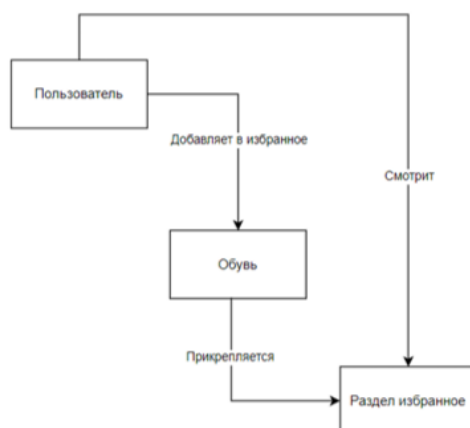 Пользователь
Добавляет в избранное
Смотрит
Обувь
Прикрепляется
Раздел избранное